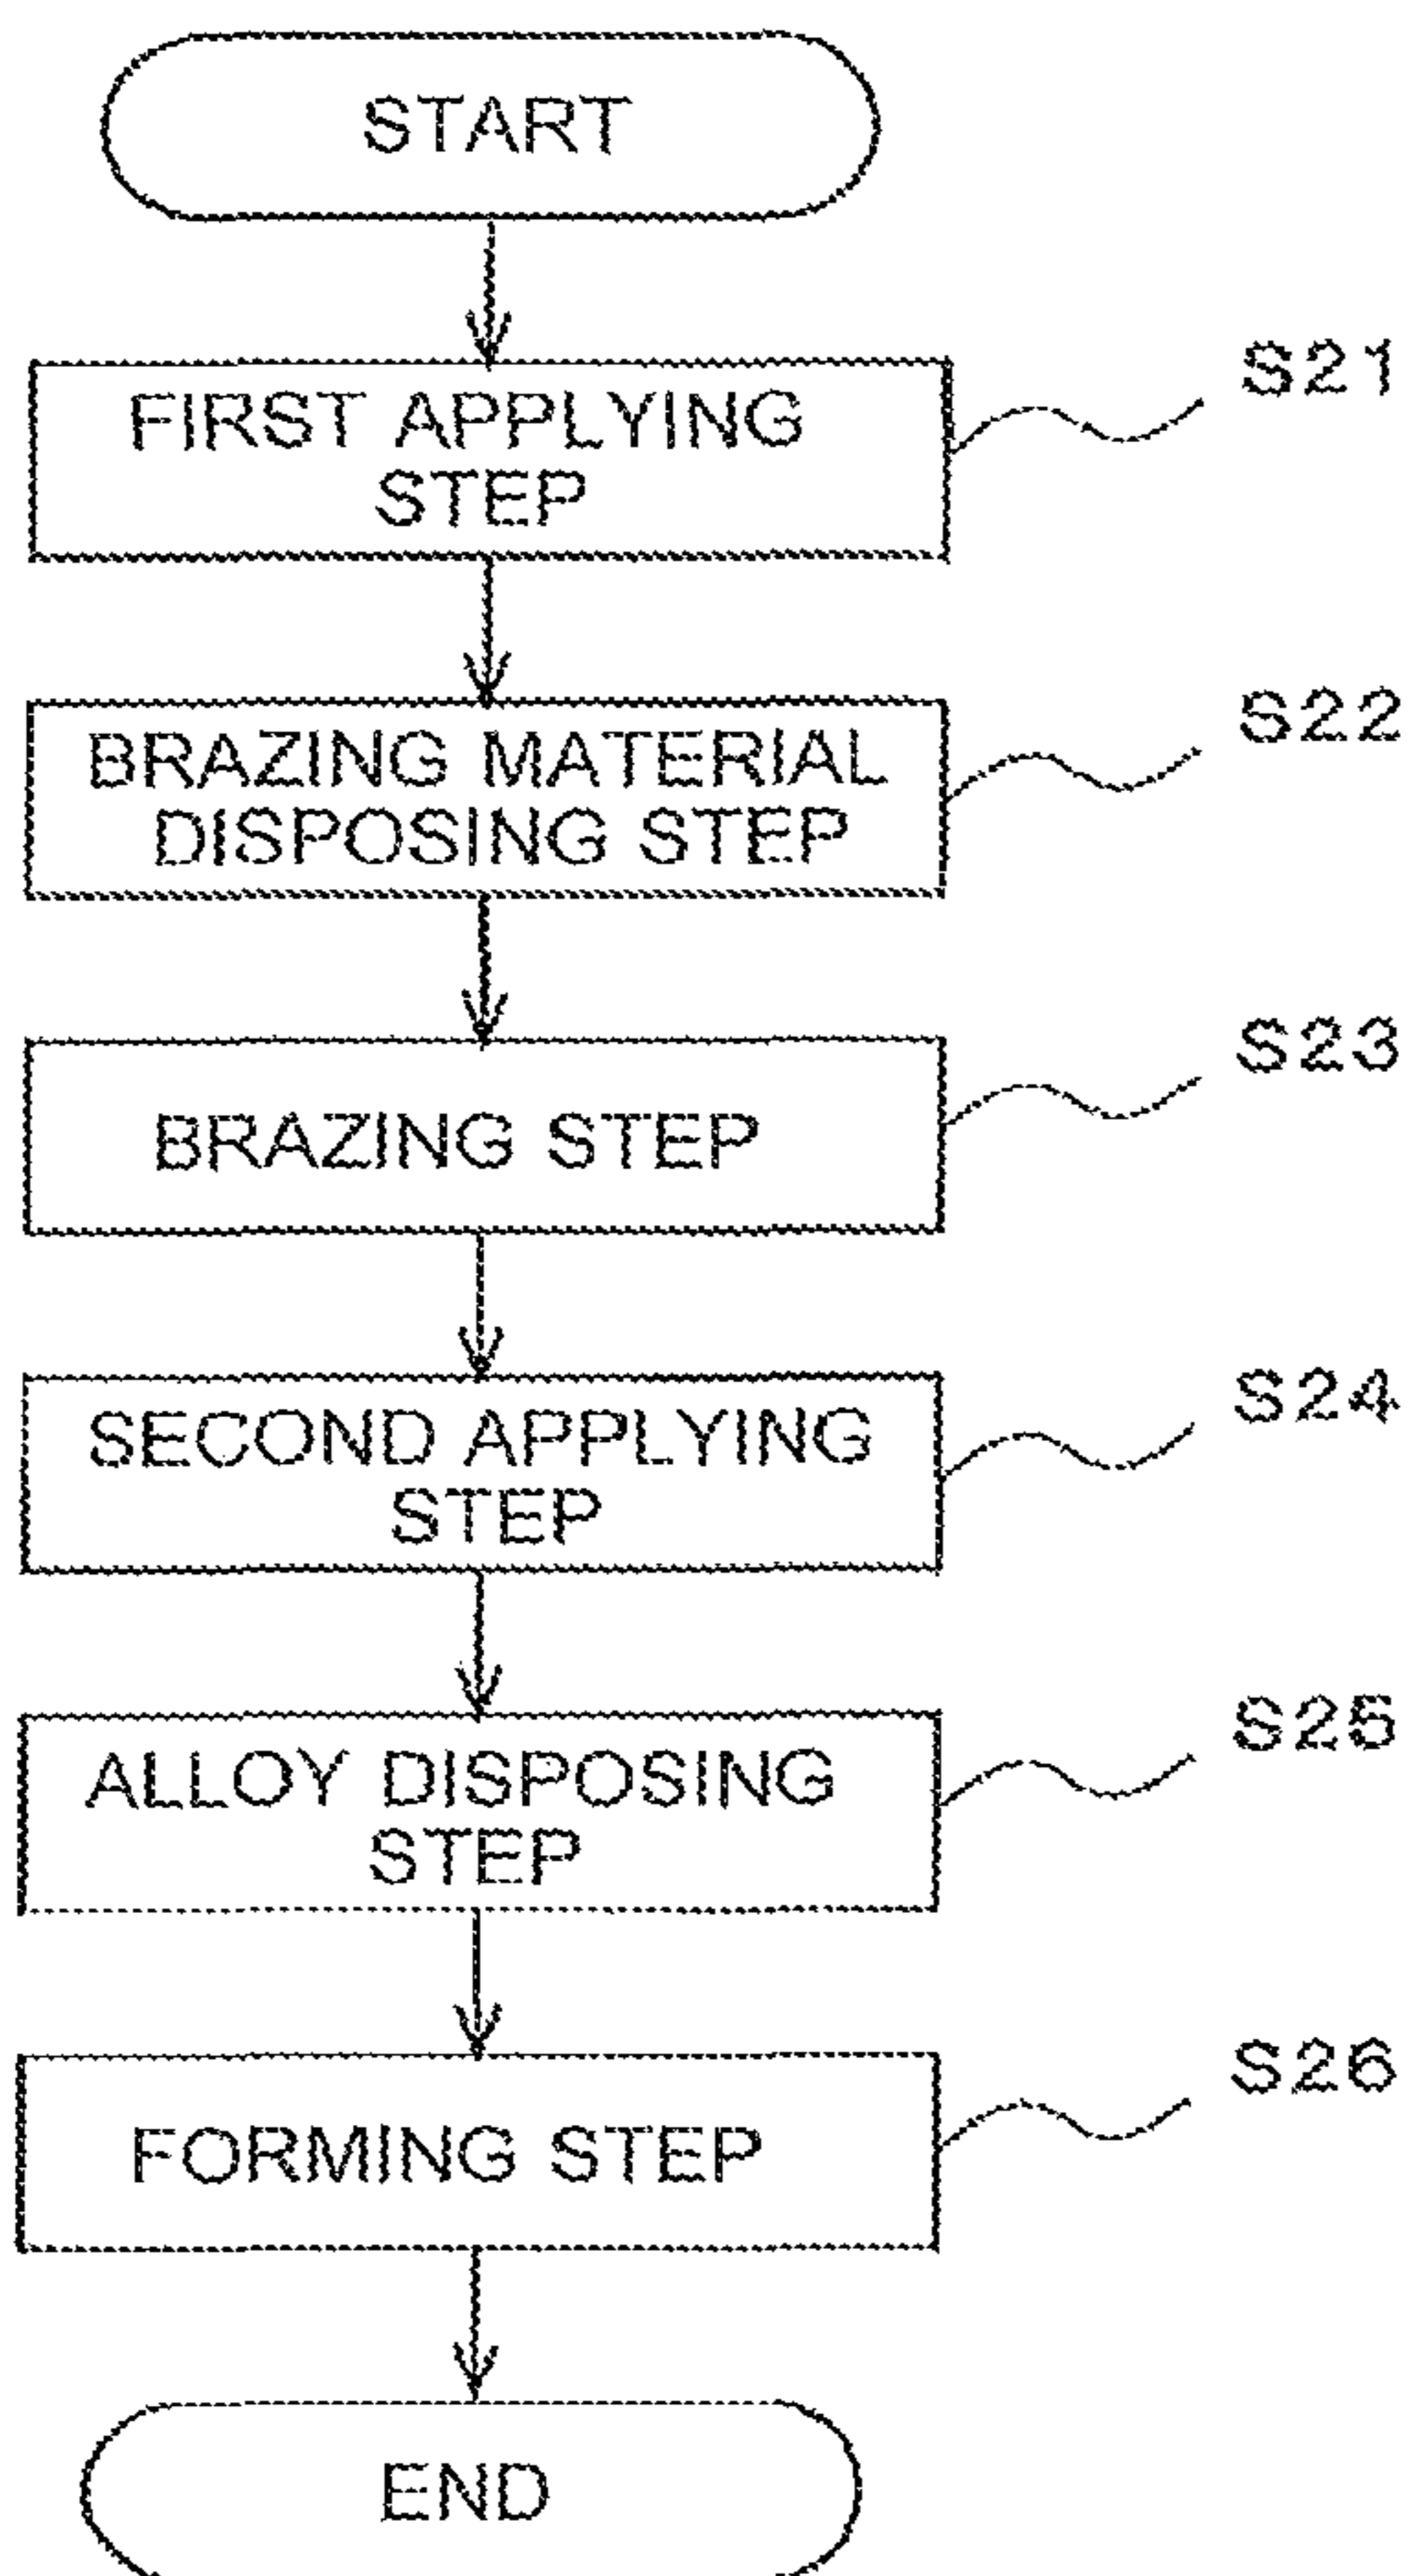 START
FIRST APPLYING
STEP
S21
BRAZING MATERIAL
DISPOSING STEP
S22
BRAZING STEP
S23
SECOND APPLYING
STEP
S24
ALLOY DISPOSING
STEP
S25
FORMING STEP
S26
END